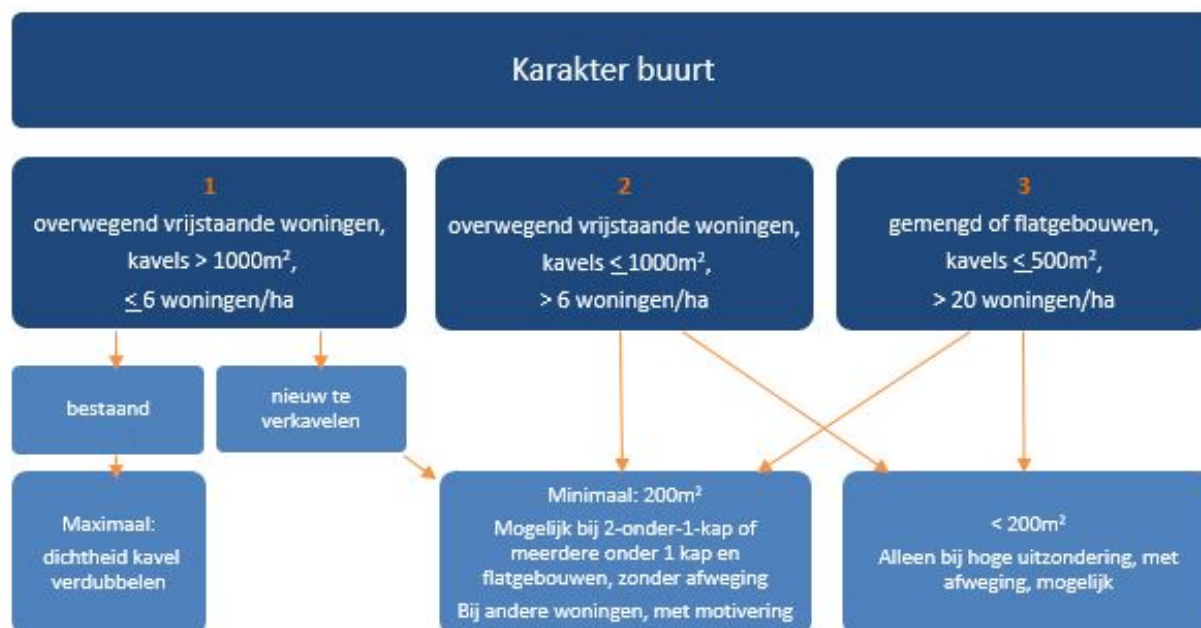 Karakter buurt
1
overwegend vrijstaande woningen,
kavels > 1000m²,
≤ 6 woningen/ha
2
overwegend vrijstaande woningen,
kavels ≤ 1000m²,
> 6 woningen/ha
3
gemengd of flatgebouwen,
kavels ≤ 500m²,
> 20 woningen/ha
bestaand
nieuw te
verkavelen
Maximaal:
dichtheid kavel
verdubbelen
Minimaal: 200m²
Mogelijk bij 2-onder-1-kap of
meerdere onder 1 kap en
flatgebouwen, zonder afweging
Bij andere woningen, met motivering
< 200m²
Alleen bij hoge uitzondering, met
afweging, mogelijk